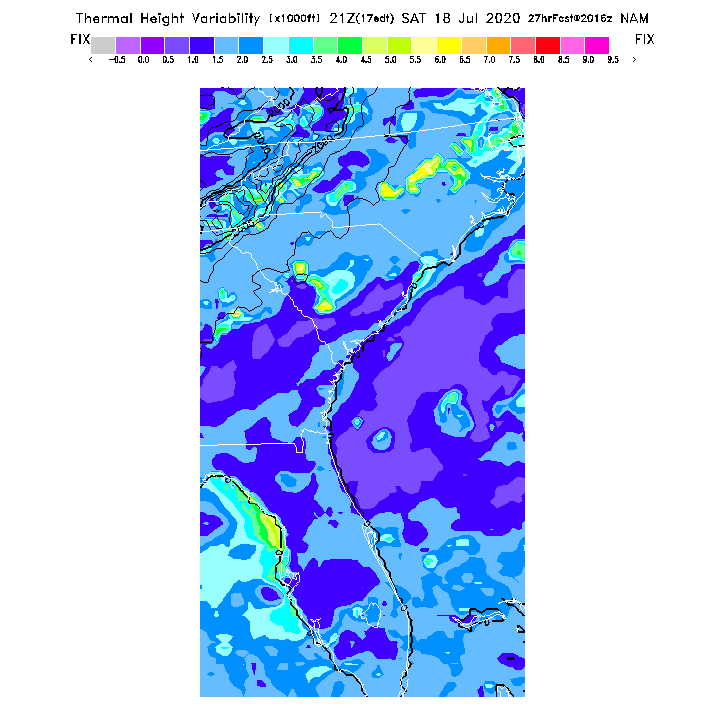 Thermal Height Variability [x1000ft] 21Z(17edt) SAT 18 Jul 2020 27hrFcst@2016z NAM
FIX FIX
< -0.5 0.0 0.5 1.0 1.5 2.0 2.5 3.0 3.5 4.0 4.5 5.0 5.5 6.0 6.5 7.0 7.5 8.0 8.5 9.0 9.5 >